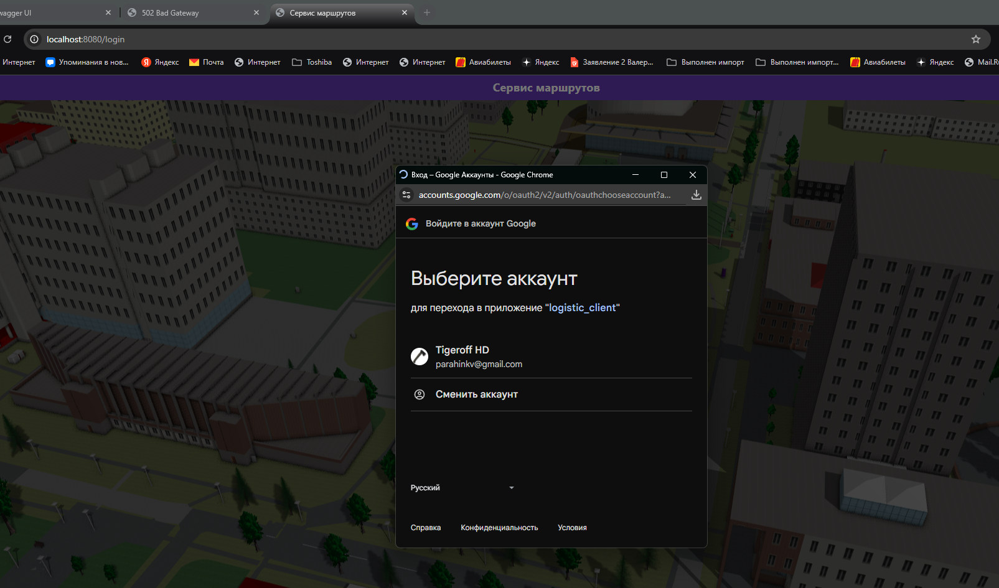 wagger UI
502 Bad Gateway
Сервис маршрутов
localhost:8080/login
Интернет
Упоминания в нов...
Яндекс
Почта
Интернет
Toshiba
Интернет
Интернет
Авиабилеты
Яндекс
Заявление 2 Валер...
Выполнен импорт
Выполнен импорт...
Авиабилеты
Яндекс
Mail.R
Сервис маршрутов
Вход – Google Аккаунты - Google Chrome
accounts.google.com/o/oauth2/v2/auth/oauthchooseaccount?a...
Войдите в аккаунт Google
Выберите аккаунт
для перехода в приложение "logistic_client"
Tigeroff HD
parahinkv@gmail.com
Сменить аккаунт
Русский
Справка
Конфиденциальность
Условия